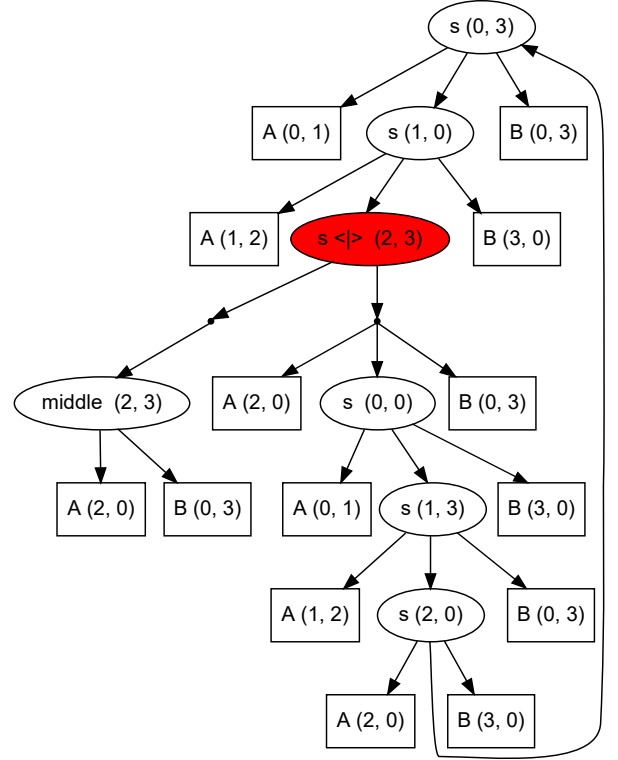 s (0, 3)
A (0, 1)
s (1, 0)
B (0, 3)
A (1, 2)
s <|> (2, 3)
B (3, 0)
middle (2, 3)
A (2, 0)
s (0, 0)
B (0, 3)
A (2, 0)
B (0, 3)
A (0, 1)
s (1, 3)
B (3, 0)
A (1, 2)
s (2, 0)
B (0, 3)
A (2, 0)
B (3, 0)